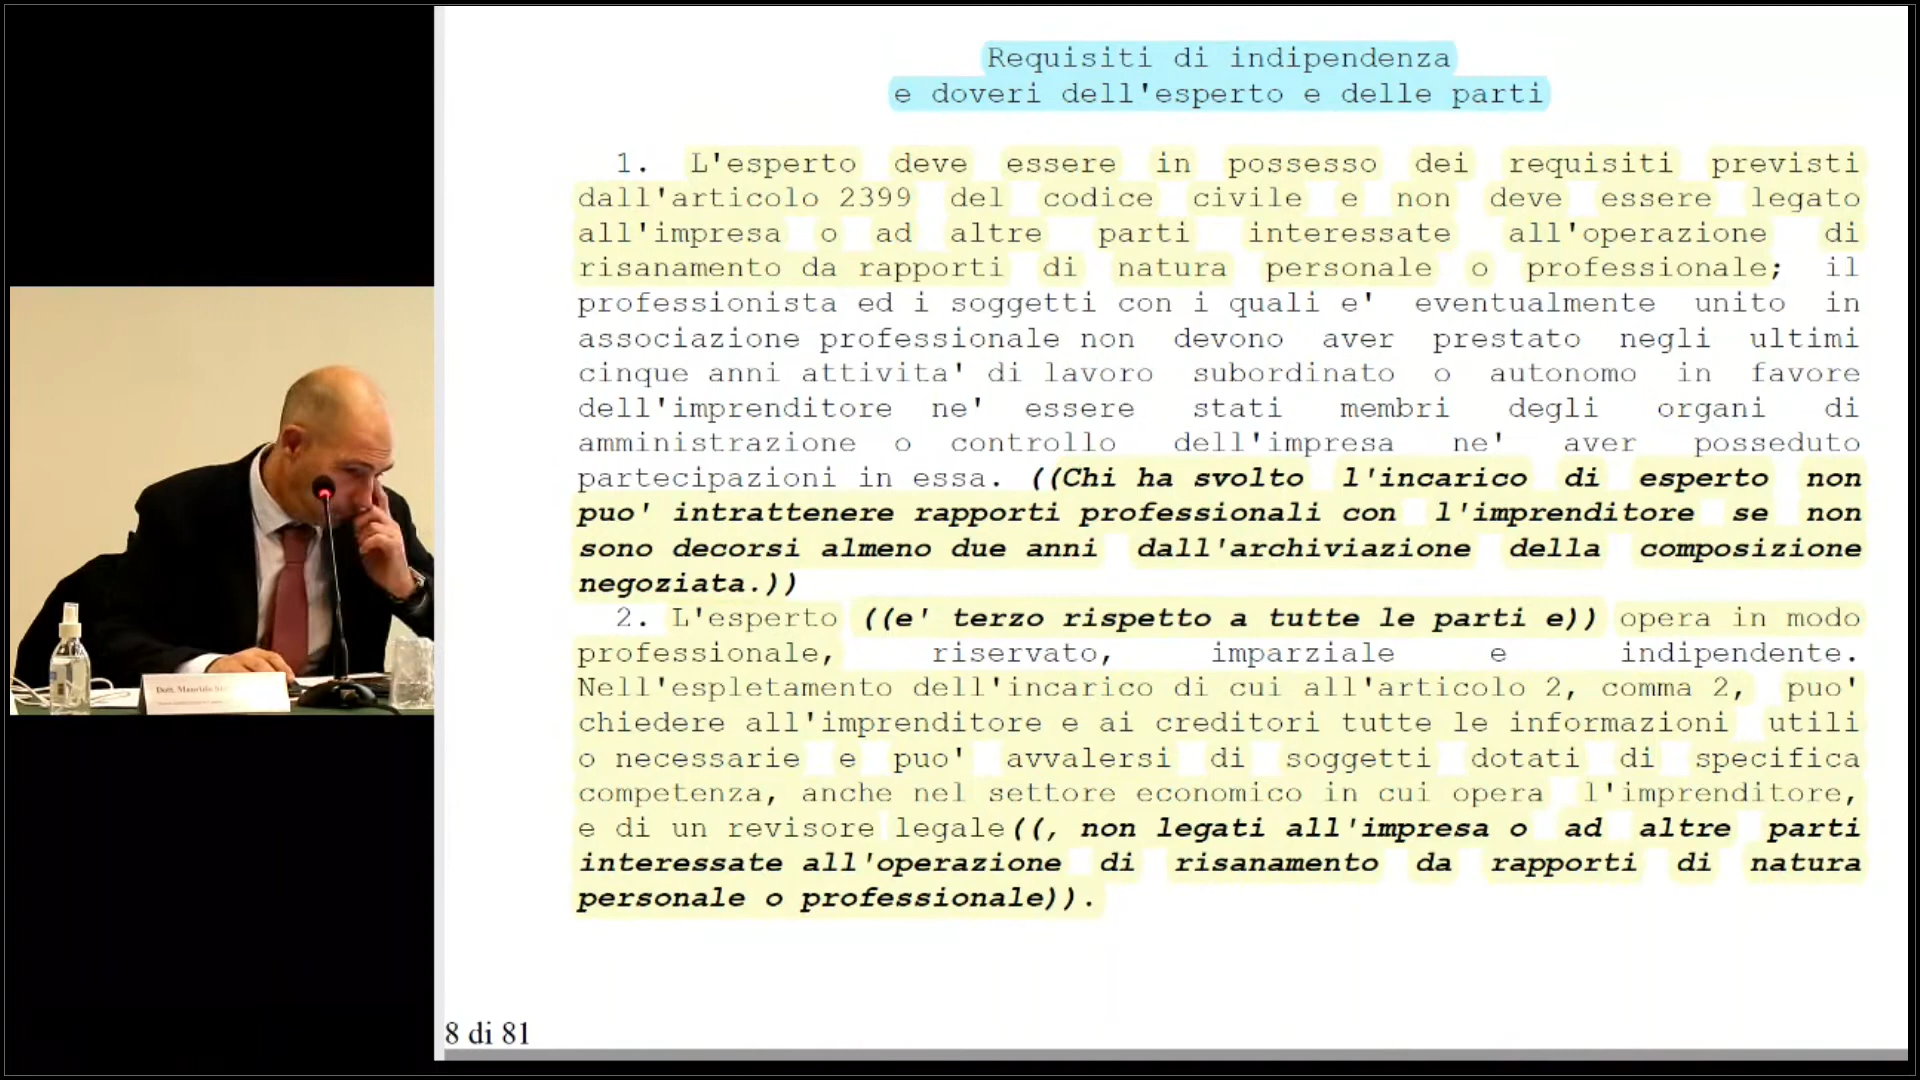 Requisiti di indipendenza
e doveri dell'esperto e delle parti
1. L'esperto deve essere in possesso dei requisiti previsti
dall'articolo 2399 del codice civile e non deve essere legato
all'impresa o ad altre parti interessate all'operazione di
risanamento da rapporti di natura personale o professionale; il
professionista ed i soggetti con i quali e' eventualmente unito in
associazione professionale non devono aver prestato negli ultimi
cinque anni attivita' di lavoro subordinato o autonomo in favore
dell'imprenditore ne' essere stati membri degli organi di
amministrazione o controllo dell'impresa ne' aver posseduto
partecipazioni in essa. ((Chi ha svolto l'incarico di esperto non
puo' intrattenere rapporti professionali con l'imprenditore se non
sono decorsi almeno due anni dall'archiviazione della composizione
negoziata.))
2. L'esperto ((e' terzo rispetto a tutte le parti e)) opera in modo
professionale, riservato, imparziale e indipendente.
Nell'espletamento dell'incarico di cui all'articolo 2, comma 2, puo'
chiedere all'imprenditore e ai creditori tutte le informazioni utili
o necessarie e puo' avvalersi di soggetti dotati di specifica
competenza, anche nel settore economico in cui opera l'imprenditore,
e di un revisore legale((, non legati all'impresa o ad altre parti
interessate all'operazione di risanamento da rapporti di natura
personale o professionale)).
8 di 81
Dott. Maurizio